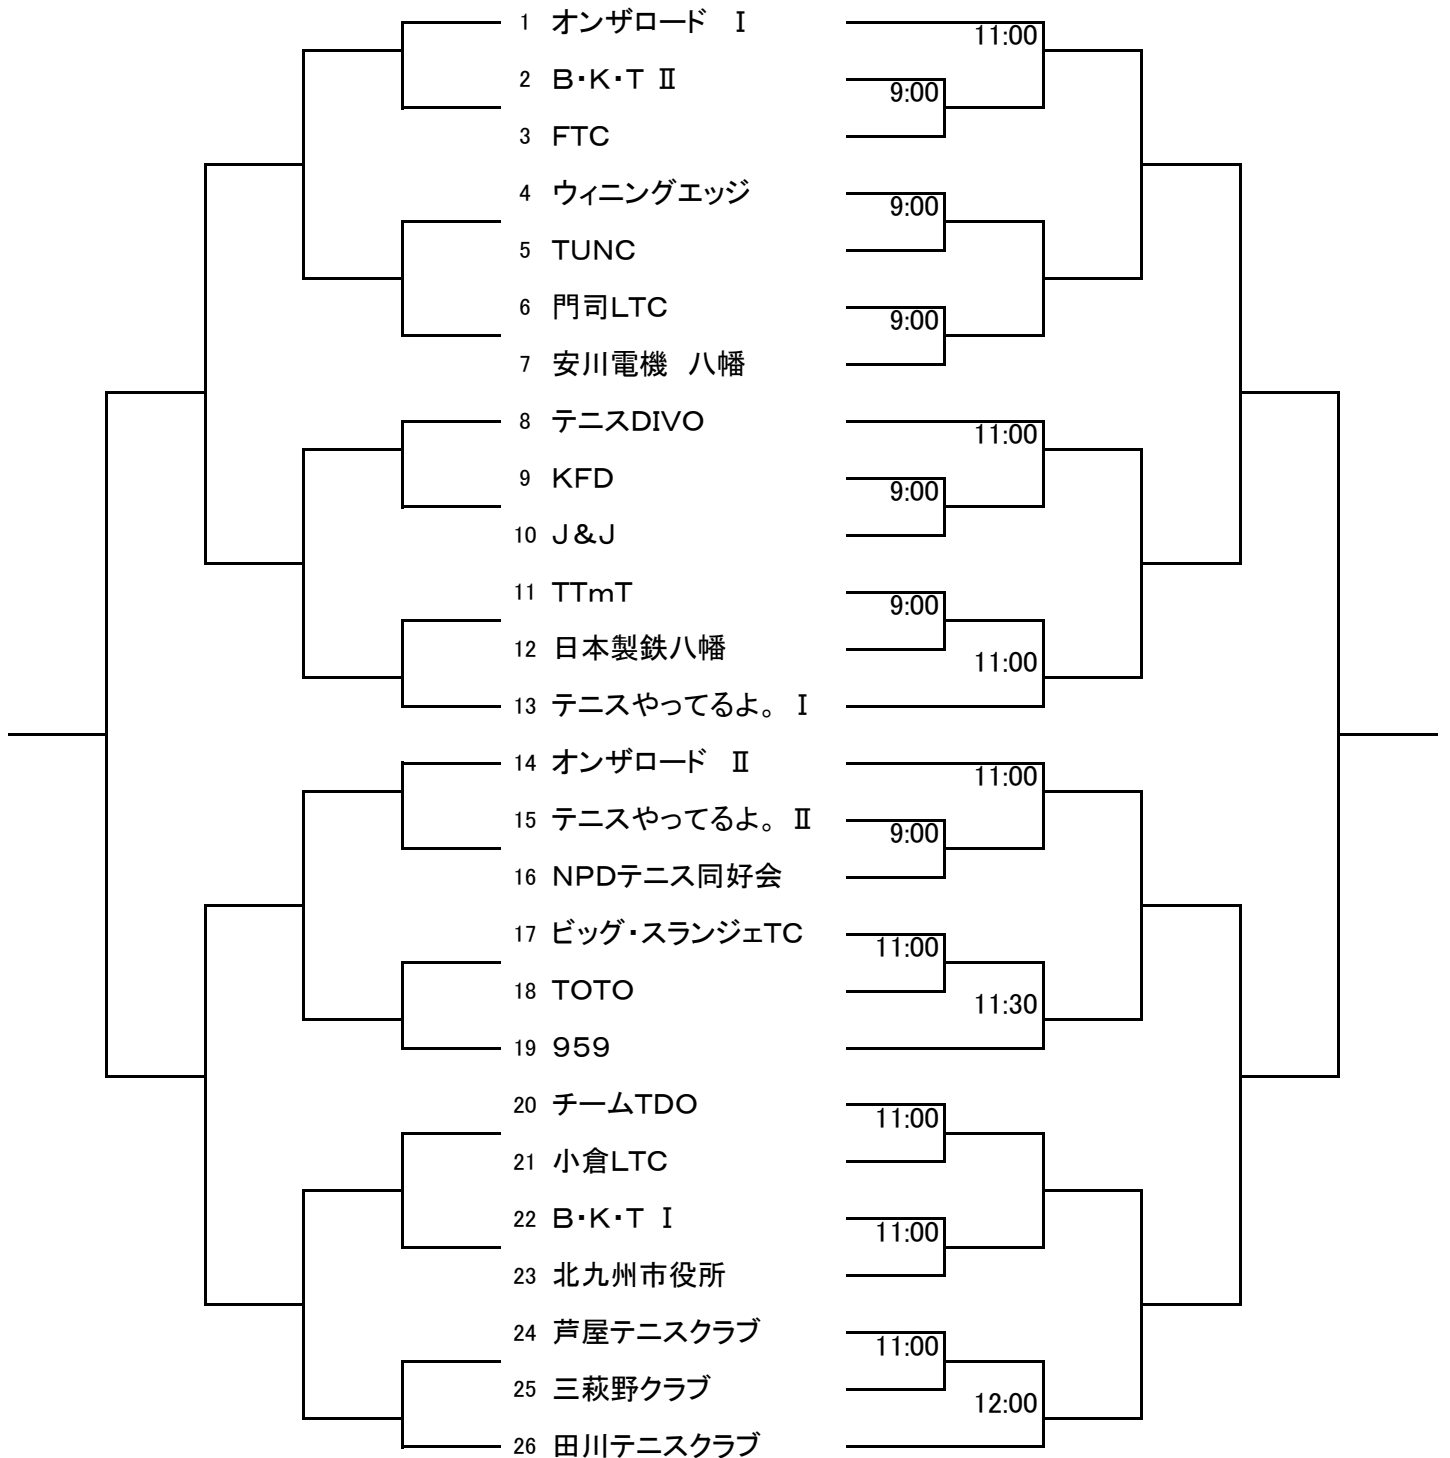 1 オンザロード　Ⅰ
11:00
2 B・K・T Ⅱ
9:00
3 FTC
4 ウィニングエッジ
9:00
5 TUNC
6 門司LTC
9:00
7 安川電機　八幡
8 テニスDIVO
11:00
9 KFD
9:00
10 J&J
11 TTmT
9:00
12 日本製鉄八幡
11:00
13 テニスやってるよ。 Ⅰ
14 オンザロード　Ⅱ
11:00
15 テニスやってるよ。 Ⅱ
9:00
16 NPDテニス同好会
17 ビッグ・スランジェTC
11:00
18 TOTO
11:30
19 959
20 チームTDO
11:00
21 小倉LTC
22 B・K・T Ⅰ
11:00
23 北九州市役所
24 芦屋テニスクラブ
11:00
25 三萩野クラブ
12:00
26 田川テニスクラブ